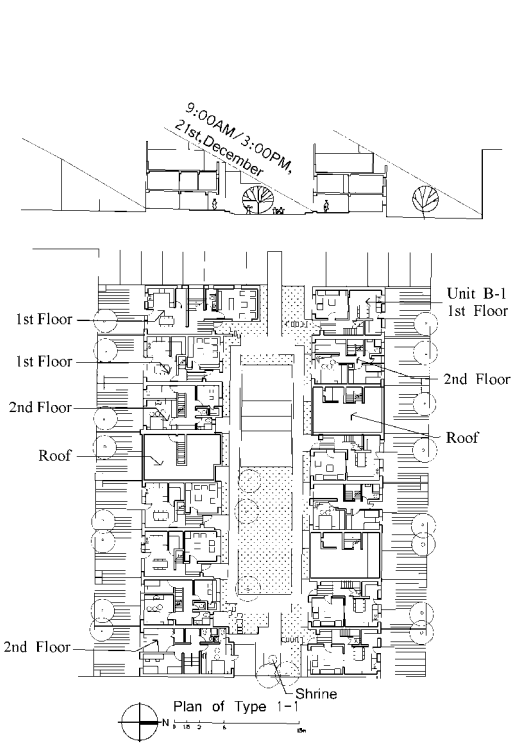 9:00AM/3:00PM,
21st,December
Unit B-1
1st Floor
1st Floor
1st Floor
2nd Floor
2nd Floor
Roof
Roof
2nd Floor
Shrine
Plan of Type 1-1
N